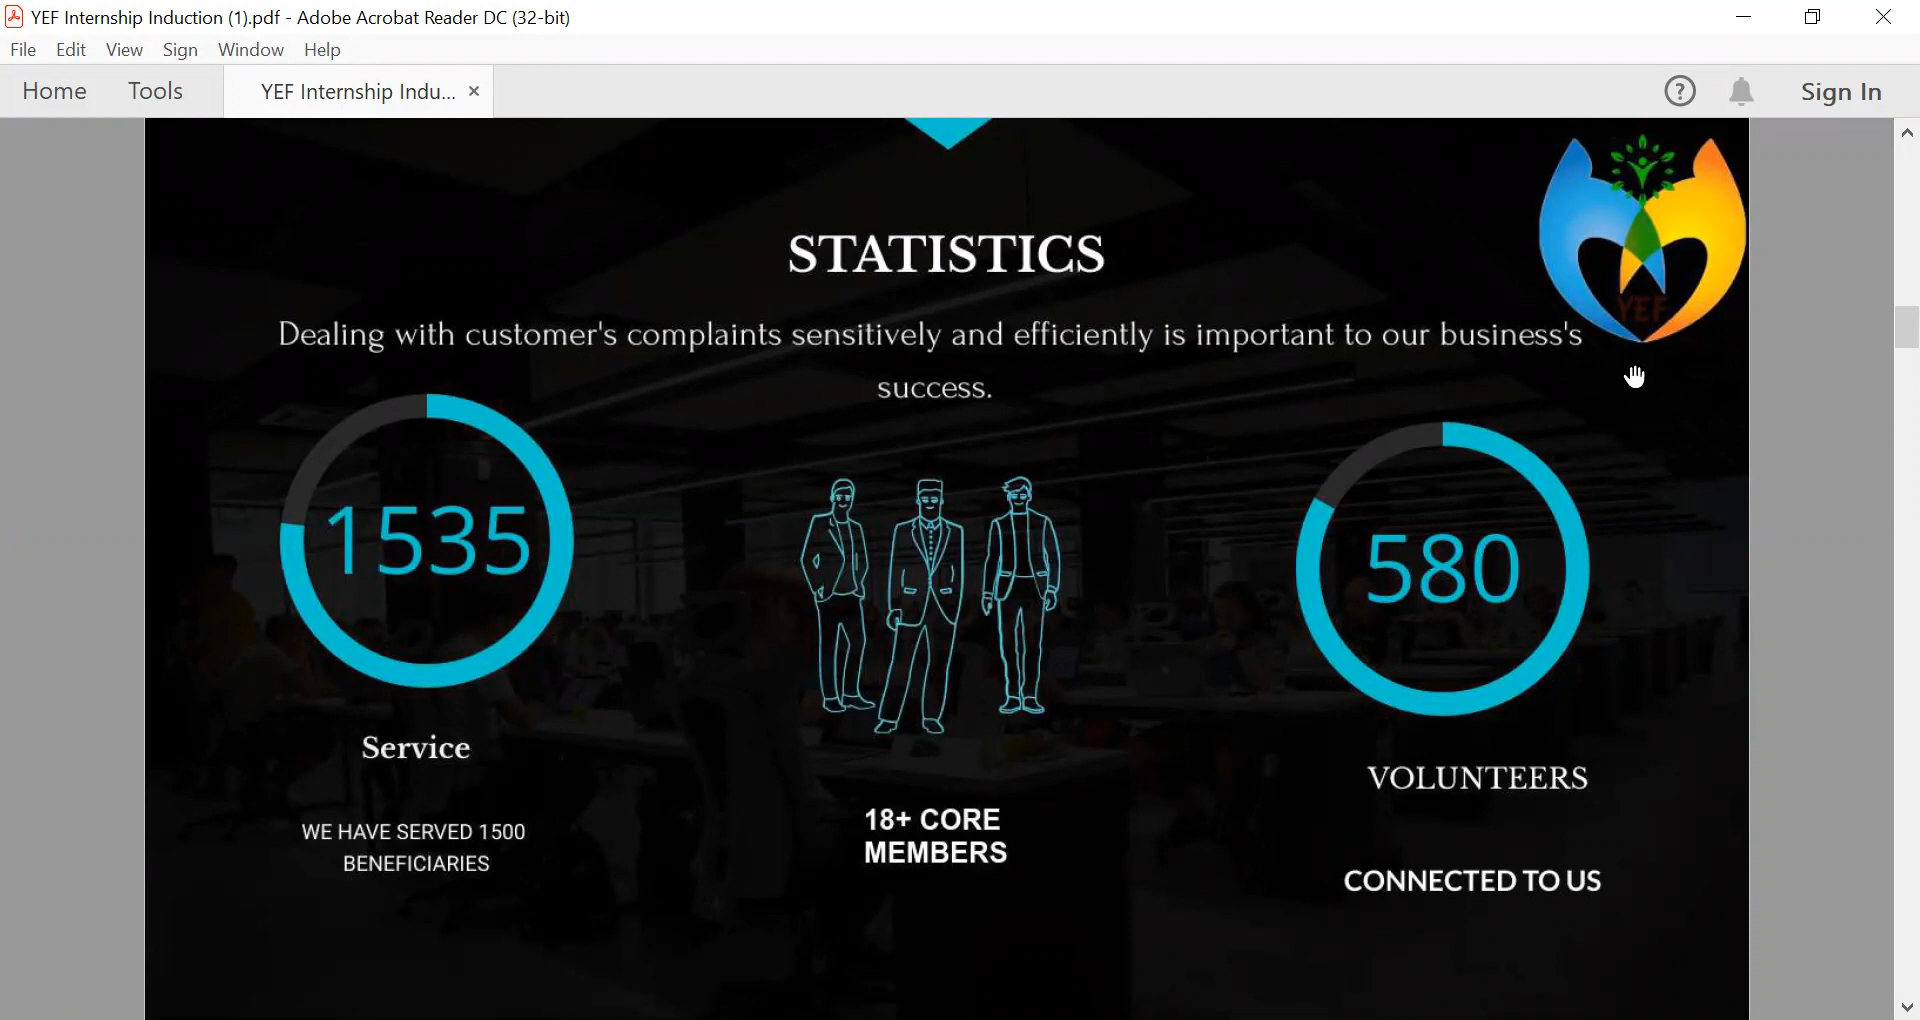 YEF Internship Induction (1).pdf - Adobe Acrobat Reader DC (32-bit)
File Edit View Sign Window Help
Home Tools YEF Internship Indu... × ? Sign In
YEF
STATISTICS
Dealing with customer's complaints sensitively and efficiently is important to our business's
success.
1535
580
Service
VOLUNTEERS
WE HAVE SERVED 1500
BENEFICIARIES
18+ CORE
MEMBERS
CONNECTED TO US